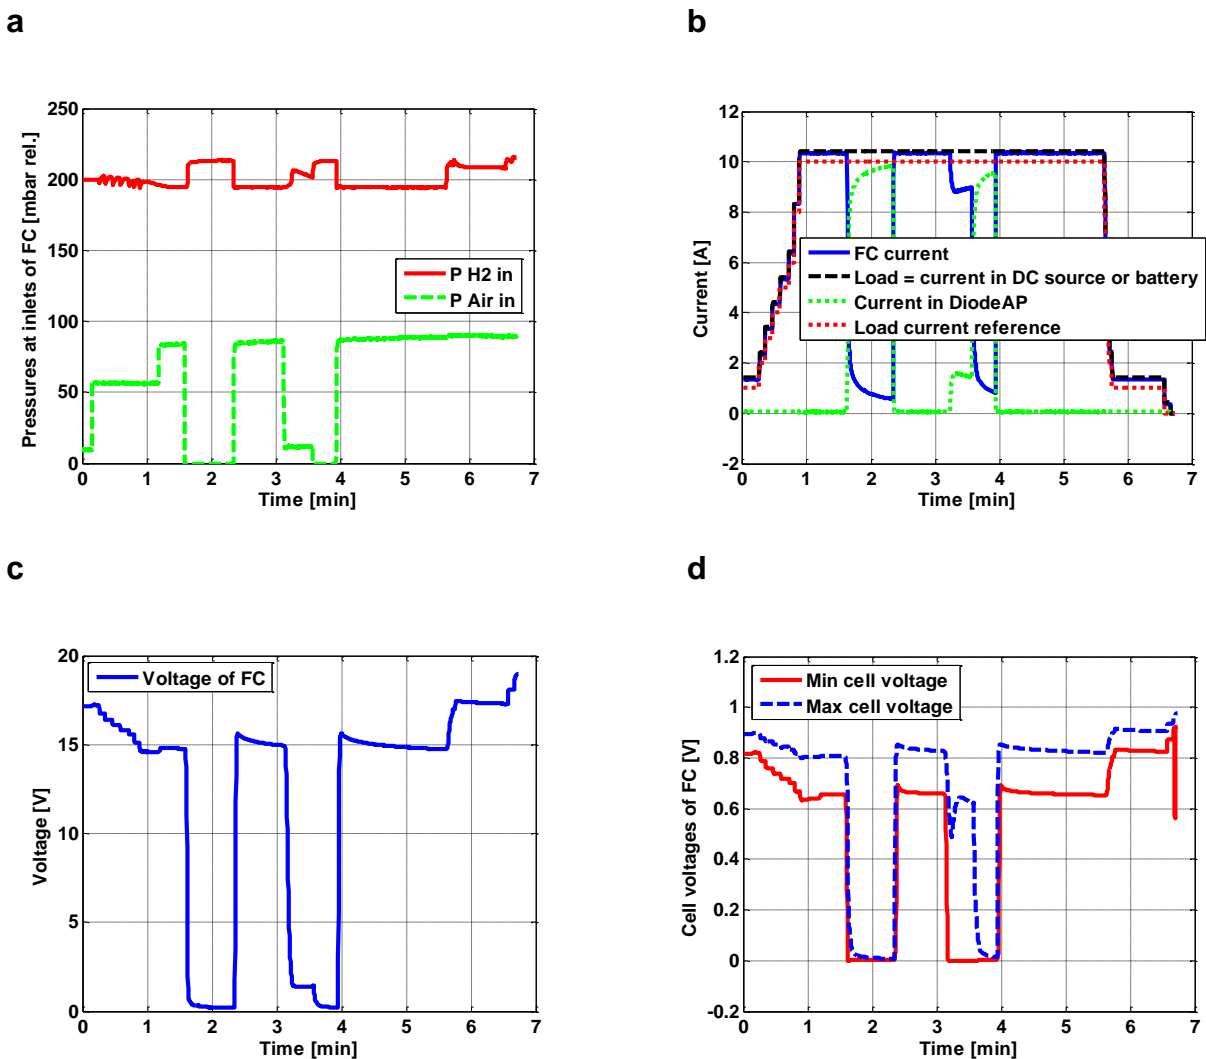 a
250
200
150
100
50
0
0 1 2 3 4 5 6 7
Pressures at inlets of FC [mbar rel.]
Time [min]
P H2 in
P Air in
b
12
10
8
6
4
2
0
-2
0 1 2 3 4 5 6 7
Current [A]
Time [min]
FC current
Load = current in DC source or battery
Current in DiodeAP
Load current reference
c
20
15
10
5
0
0 1 2 3 4 5 6 7
Voltage [V]
Time [min]
Voltage of FC
d
1.2
1
0.8
0.6
0.4
0.2
0
-0.2
0 1 2 3 4 5 6 7
Cell voltages of FC [V]
Time [min]
Min cell voltage
Max cell voltage